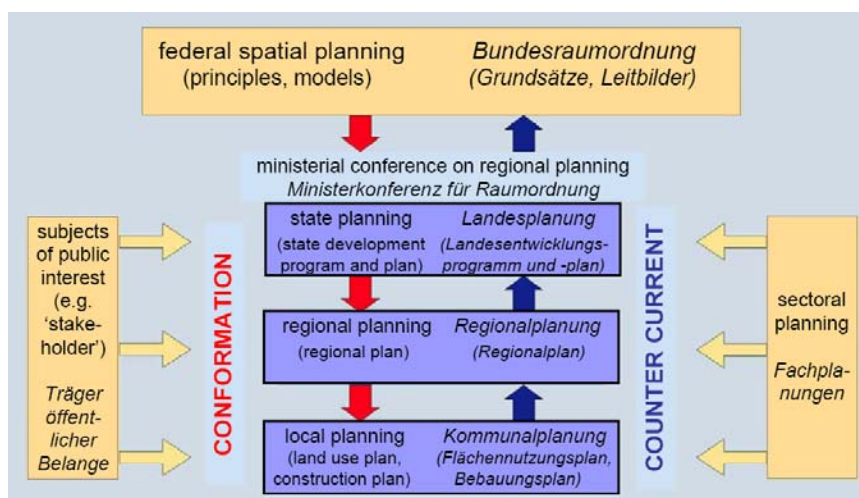 federal spatial planning
(principles, models)
Bundesraumordnung
(Grundsätze, Leitbilder)
ministerial conference on regional planning
Ministerkonferenz für Raumordnung
subjects
of public
interest
(e.g.
‘stake-
holder’)
Träger
öffent-
licher
Belange
CONFORMATION
state planning
(state development
program and plan)
Landesplanung
(Landesentwicklungs-
programm und -plan)
regional planning
(regional plan)
Regionalplanung
(Regionalplan)
local planning
(land use plan,
construction plan)
Kommunalplanung
(Flächennutzungsplan,
Bebauungsplan)
COUNTER CURRENT
sectoral
planning
Fachpla-
nungen